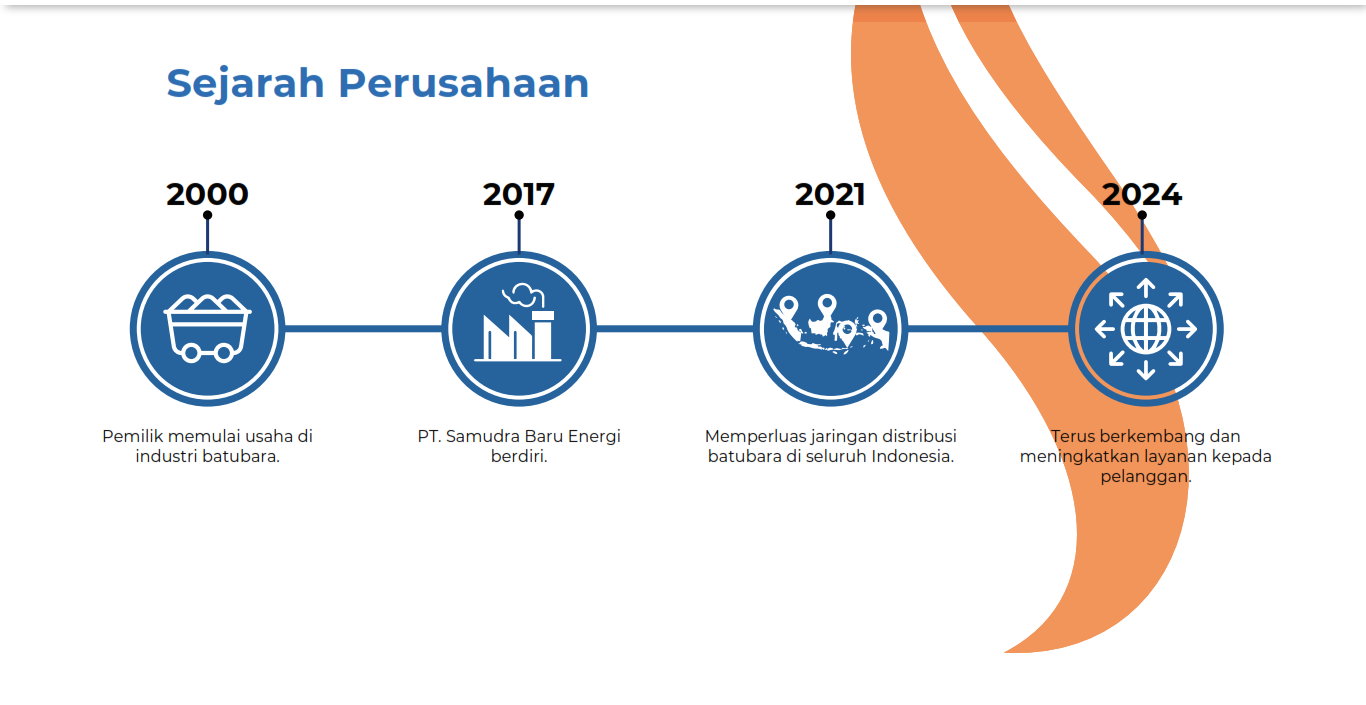 Sejarah Perusahaan
2000
2017
2021
2024
Pemilik memulai usaha di
industri batubara.
PT. Samudra Baru Energi
berdiri.
Memperluas jaringan distribusi
batubara di seluruh Indonesia.
Terus berkembang dan
meningkatkan layanan kepada
pelanggan.